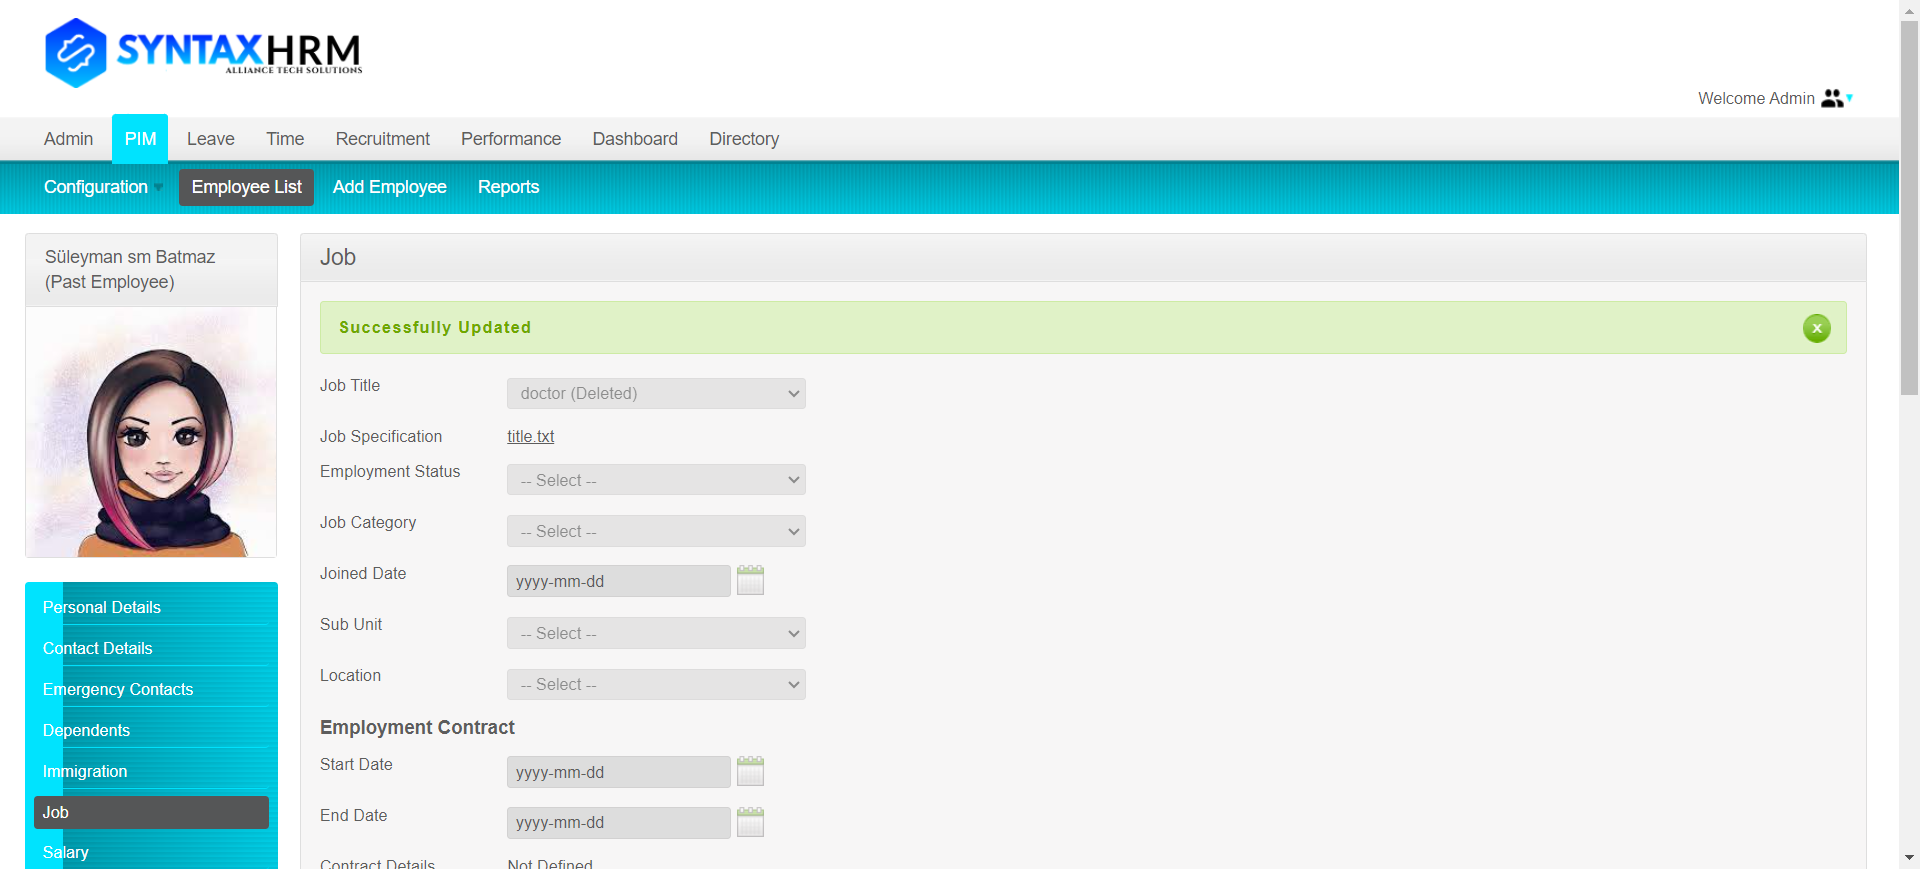 SYNTAXHRM
ALLIANCE TECH SOLUTIONS
Welcome Admin
Admin PIM Leave Time Recruitment Performance Dashboard Directory
Configuration Employee List Add Employee Reports
Süleyman sm Batmaz
(Past Employee)
Personal Details
Contact Details
Emergency Contacts
Dependents
Immigration
Job
Salary
Job
Successfully Updated x
Job Title doctor (Deleted)
Job Specification title.txt
Employment Status -- Select --
Job Category -- Select --
Joined Date yyyy-mm-dd
Sub Unit -- Select --
Location -- Select --
Employment Contract
Start Date yyyy-mm-dd
End Date yyyy-mm-dd
Contract Details Not Defined